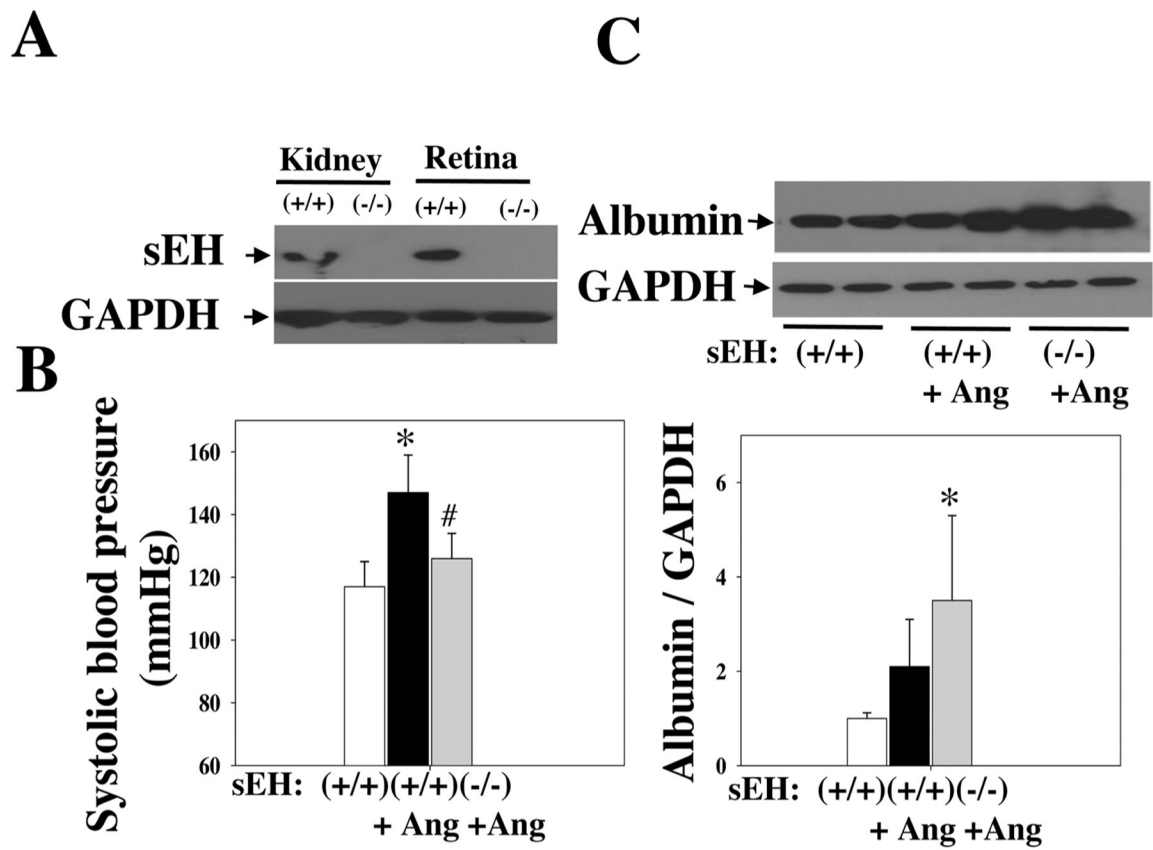 A
Kidney Retina
(+/+) (-/-) (+/+) (-/-)
sEH
GAPDH
B
Systolic blood pressure
(mmHg)
160
140
120
100
80
60
*
#
sEH: (+/+)(+/+)(-/-)
+ Ang +Ang
C
Albumin
GAPDH
sEH: (+/+) (+/+) (-/-)
+ Ang +Ang
Albumin / GAPDH
6
4
2
0
*
sEH: (+/+)(+/+)(-/-)
+ Ang +Ang